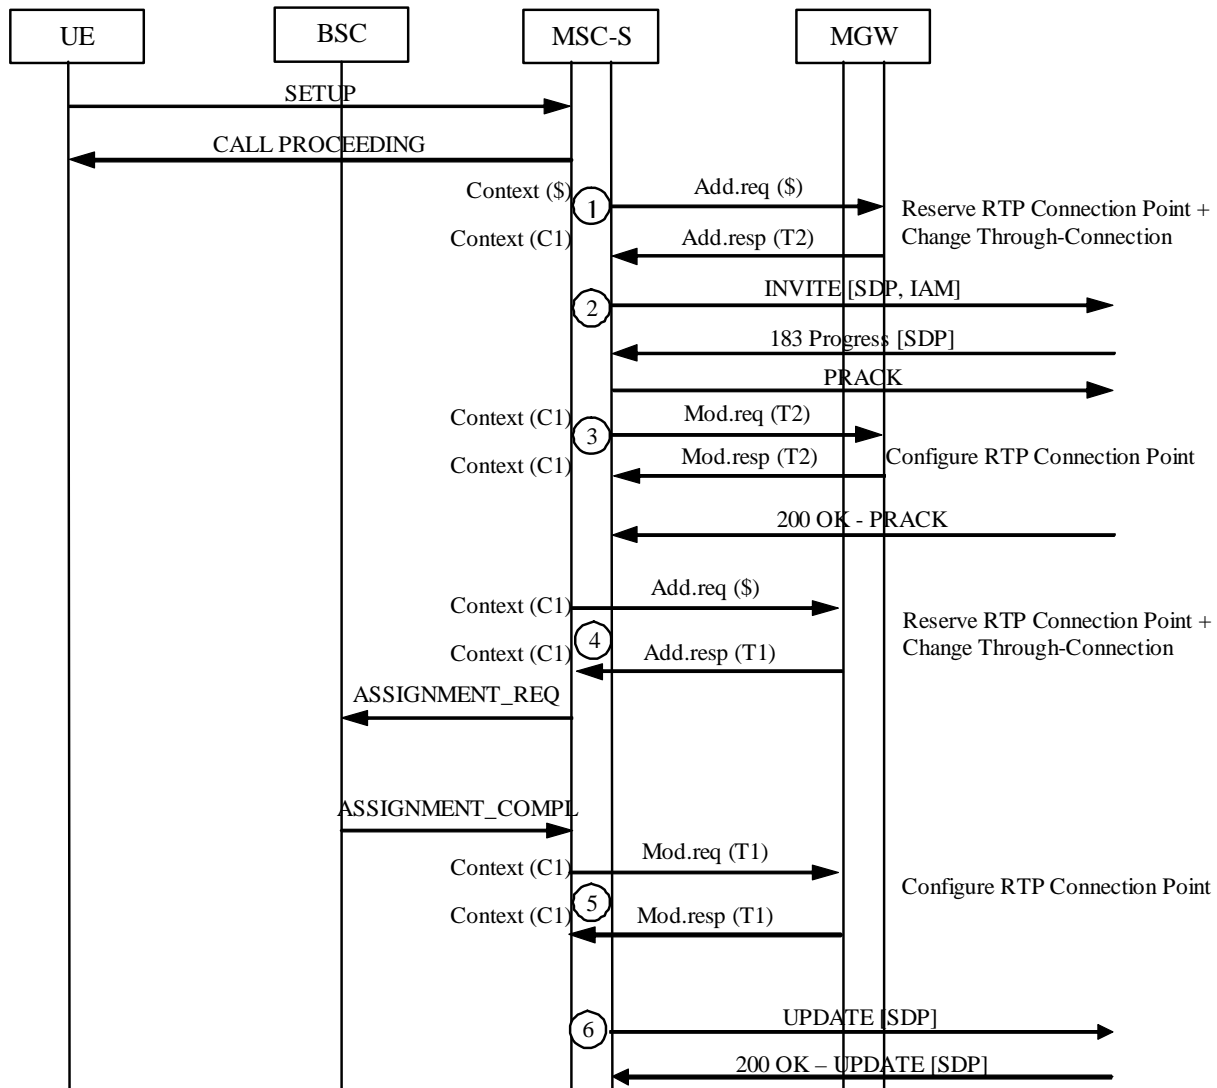 UE
BSC
MSC-S
MGW
SETUP
CALL PROCEEDING
Context ($)
1
Add.req ($)
Reserve RTP Connection Point +
Change Through-Connection
Context (C1)
Add.resp (T2)
2
INVITE [SDP, IAM]
183 Progress [SDP]
PRACK
Context (C1)
3
Mod.req (T2)
Context (C1)
Mod.resp (T2)
Configure RTP Connection Point
200 OK - PRACK
Context (C1)
Add.req ($)
4
Reserve RTP Connection Point +
Change Through-Connection
Context (C1)
Add.resp (T1)
ASSIGNMENT_REQ
ASSIGNMENT_COMPL
Context (C1)
Mod.req (T1)
Configure RTP Connection Point
5
Context (C1)
Mod.resp (T1)
6
UPDATE [SDP]
200 OK – UPDATE [SDP]